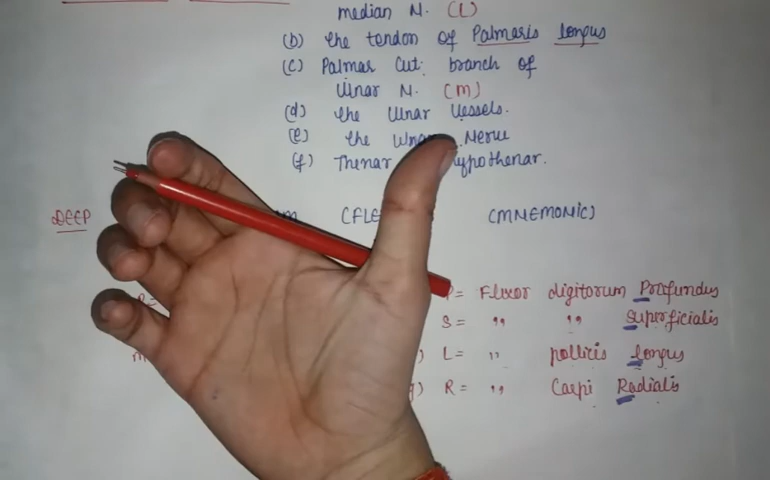 median N. (L)
(b) the tendon of Palmaris longus
(c) Palmar Cut. branch of
Ulnar N. (M)
(d) the Ulnar Vessels.
(e) the Nerve
(f) Thenar hypothenar.
DEEP (MNEMONIC)
P = Flexor digitorum Profundus
S = " " Superficialis
L = " pollicis longus
R = " Carpi Radialis